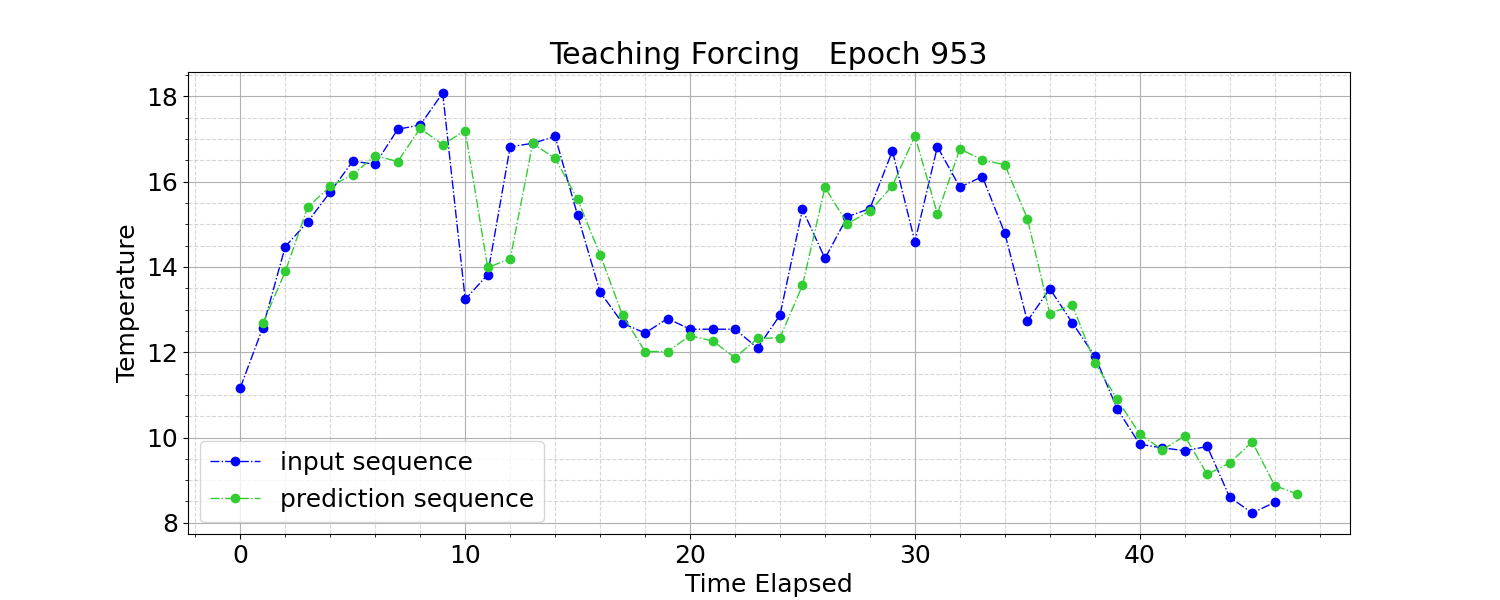 Teaching Forcing   Epoch 953
18
16
14
12
10
8
Temperature
input sequence
prediction sequence
0 10 20 30 40
Time Elapsed